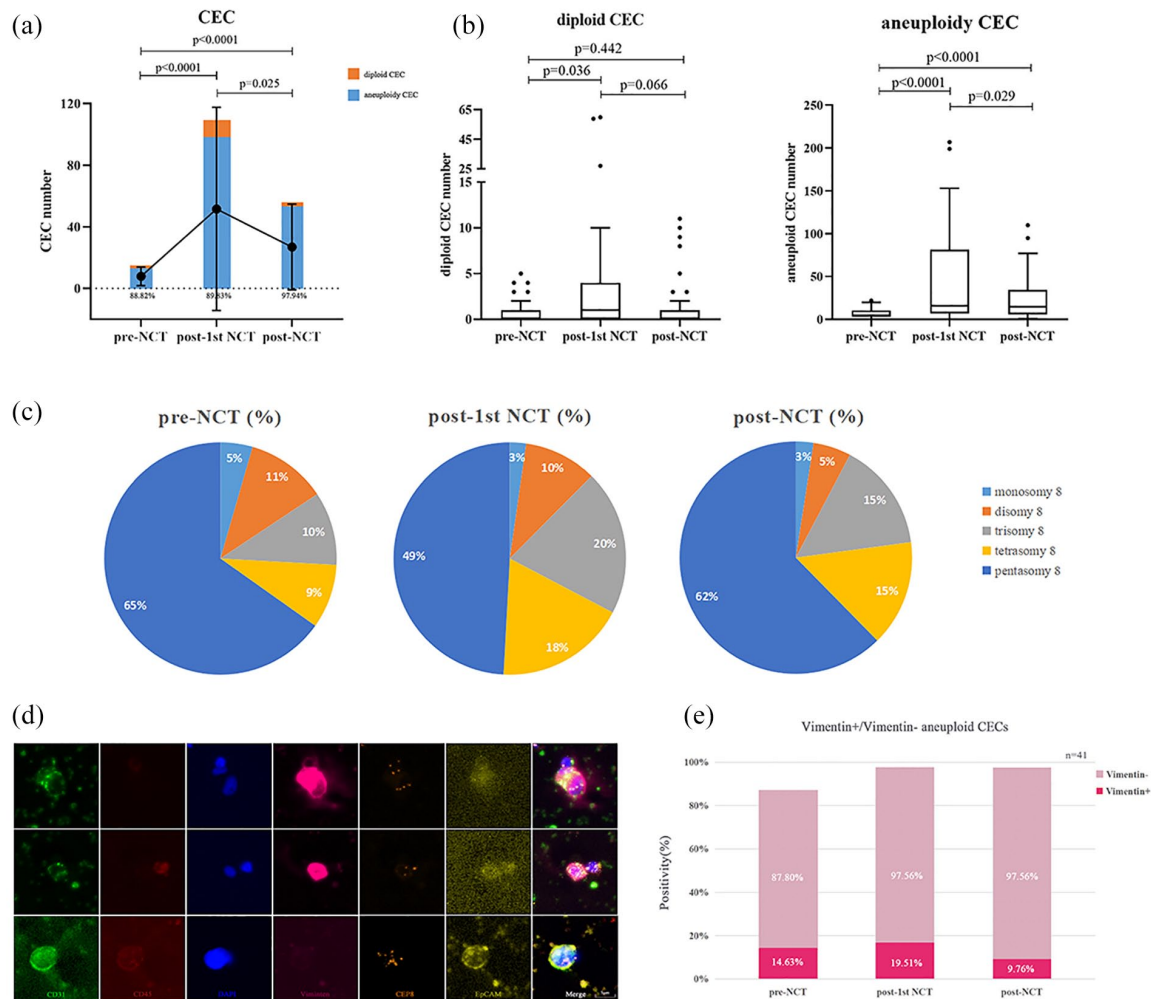 (a)
CEC
p<0.0001
p<0.0001
p=0.025
diploid CEC
aneuploidy CEC
CEC number
120
80
40
0
88.82%
89.83%
97.94%
pre-NCT
post-1st NCT
post-NCT
(b)
diploid CEC
p=0.442
p=0.036
p=0.066
diploid CEC number
65
45
25
15
10
5
0
pre-NCT
post-1st NCT
post-NCT
aneuploidy CEC
p<0.0001
p<0.0001
p=0.029
aneuploid CEC number
250
200
150
100
50
0
pre-NCT
post-1st NCT
post-NCT
(c)
pre-NCT (%)
5%
11%
10%
9%
65%
post-1st NCT (%)
3%
10%
20%
18%
49%
post-NCT (%)
3%
5%
15%
15%
62%
monosomy 8
disomy 8
trisomy 8
tetrasomy 8
pentasomy 8
(d)
CD31
CD45
DAPI
Vimentin
CEP8
EpCAM
Merge
(e)
Vimentin+/Vimentin- aneuploid CECs
n=41
Vimentin-
Vimentin+
Positivity(%)
100%
80%
60%
40%
20%
0%
87.80%
97.56%
97.56%
14.63%
19.51%
9.76%
pre-NCT
post-1st NCT
post-NCT